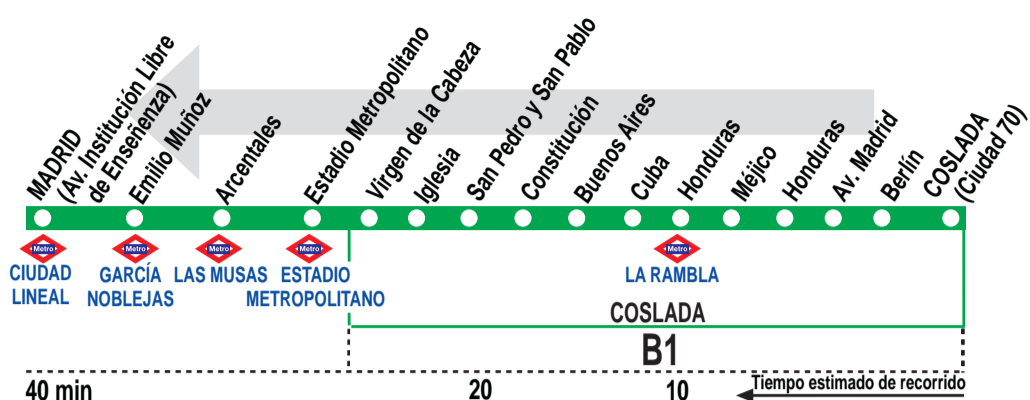 MADRID
(Av. Institución Libre
de Enseñenza)
Emilio Muñoz
Arcentales
Estadio Metropolitano
Virgen de la Cabeza
Iglesia
San Pedro y San Pablo
Constitución
Buenos Aires
Cuba
Honduras
Méjico
Honduras
Av. Madrid
Berlín
COSLADA
(Ciudad 70)
Metro
Metro
Metro
Metro
Metro
CIUDAD
LINEAL
GARCÍA
NOBLEJAS
LAS MUSAS
ESTADIO
METROPOLITANO
LA RAMBLA
COSLADA
B1
40 min
20
10
Tiempo estimado de recorrido